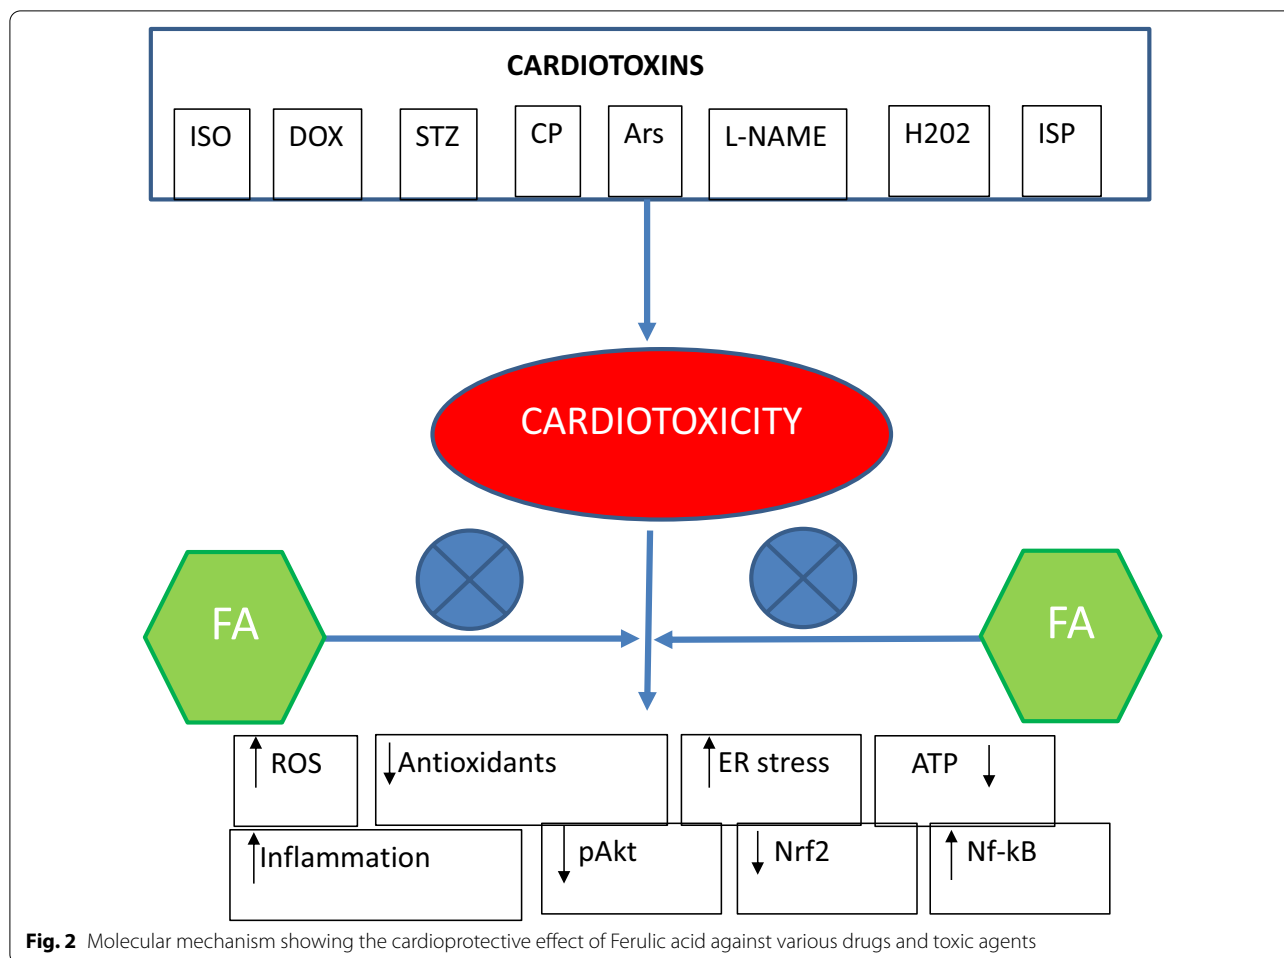 CARDIOTOXINS
ISO DOX STZ CP Ars L-NAME H202 ISP
CARDIOTOXICITY
FA FA
ROS Antioxidants ER stress ATP
Inflammation pAkt Nrf2 Nf-kB
Fig. 2 Molecular mechanism showing the cardioprotective effect of Ferulic acid against various drugs and toxic agents